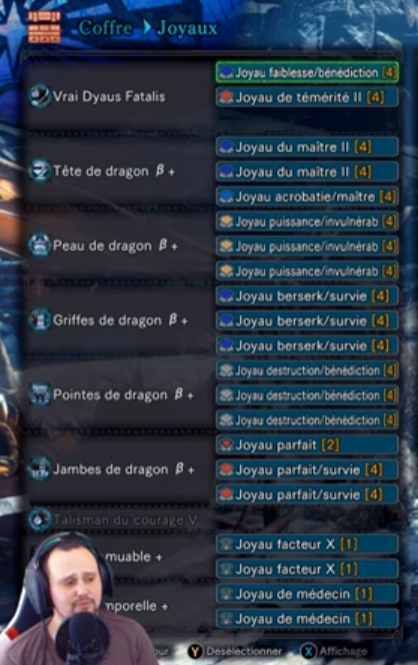 Coffre Joyaux
Vrai Dyaus Fatalis
Joyau faiblesse/bénédiction [4]
Joyau de témérité II [4]
Tête de dragon β +
Joyau du maître II [4]
Joyau du maître II [4]
Joyau acrobatie/maître [4]
Peau de dragon β +
Joyau puissance/invulnérab [4]
Joyau puissance/invulnérab [4]
Joyau puissance/invulnérab [4]
Griffes de dragon β +
Joyau berserk/survie [4]
Joyau berserk/survie [4]
Joyau berserk/survie [4]
Pointes de dragon β +
Joyau destruction/bénédiction [4]
Joyau destruction/bénédiction [4]
Joyau destruction/bénédiction [4]
Jambes de dragon β +
Joyau parfait [2]
Joyau parfait/survie [4]
Joyau parfait/survie [4]
Talisman du courage V
muable +
Joyau facteur X [1]
Joyau facteur X [1]
mporelle +
Joyau de médecin [1]
Joyau de médecin [1]
our Y Désélectionner X Affichage